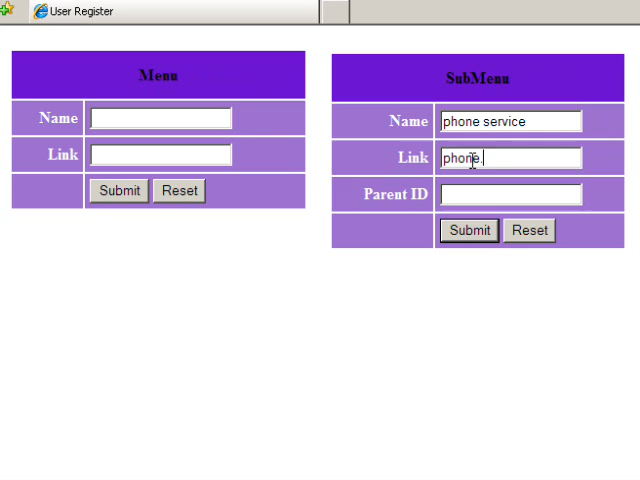 User Register
Menu
Name
Link
Submit Reset
SubMenu
Name phone service
Link phone.
Parent ID
Submit Reset